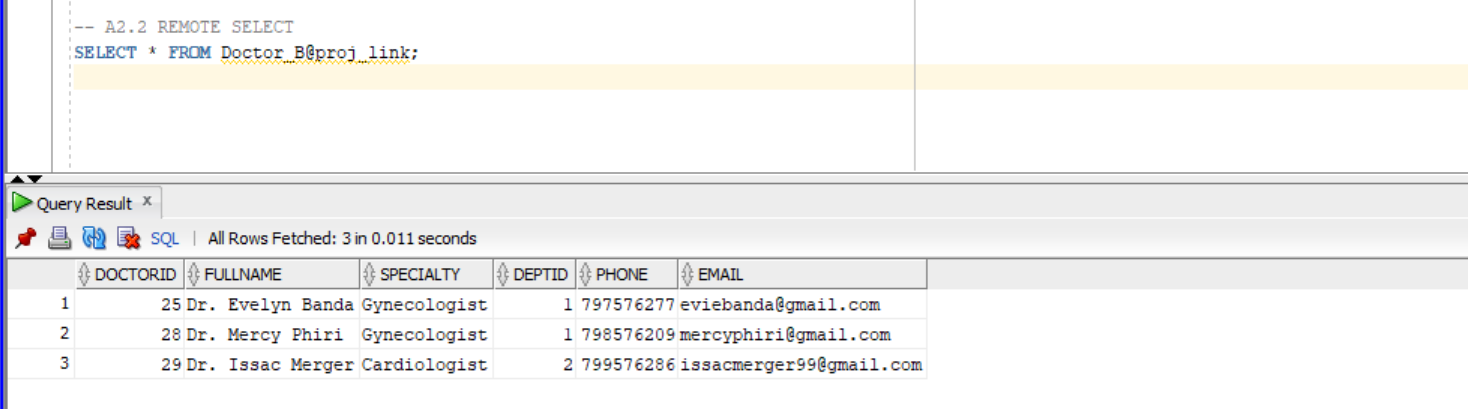 -- A2.2 REMOTE SELECT
SELECT * FROM Doctor_B@proj_link;
Query Result x
SQL | All Rows Fetched: 3 in 0.011 seconds
DOCTORID FULLNAME SPECIALTY DEPTID PHONE EMAIL
1 25 Dr. Evelyn Banda Gynecologist 1 797576277 eviebanda@gmail.com
2 28 Dr. Mercy Phiri Gynecologist 1 798576209 mercyphiri@gmail.com
3 29 Dr. Issac Merger Cardiologist 2 799576286 issacmerger99@gmail.com